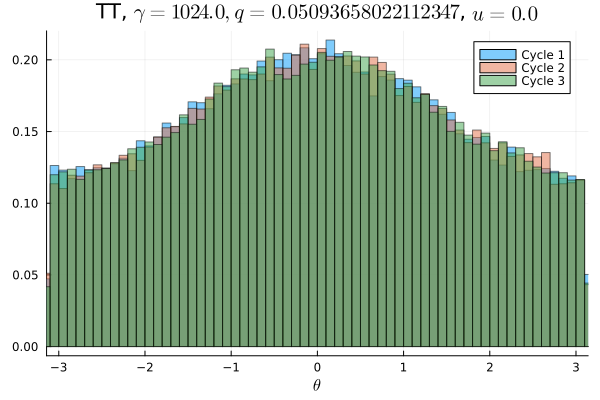 TT, γ = 1024.0, q = 0.05093658022112347, u = 0.0
Cycle 1
Cycle 2
Cycle 3
0.20
0.15
0.10
0.05
0.00
−3 −2 −1 0 1 2 3
θ